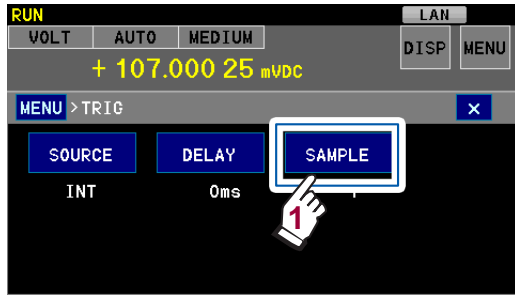 RUN LAN
VOLT AUTO MEDIUM DISP MENU
+ 107.000 25 mVDC
MENU > TRIG ×
SOURCE DELAY SAMPLE
INT 0ms
1